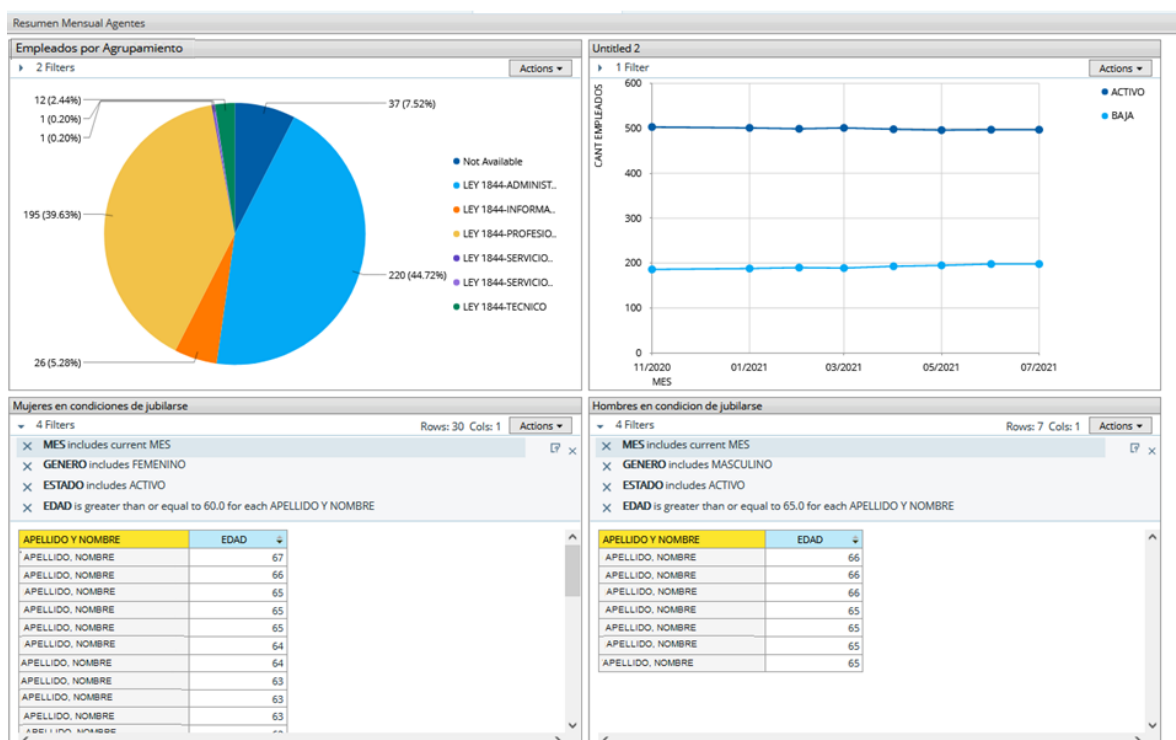 Resumen Mensual Agentes
Empleados por Agrupamiento
2 Filters
Actions
12 (2.44%)
1 (0.20%)
1 (0.20%)
37 (7.52%)
195 (39.63%)
220 (44.72%)
26 (5.28%)
Not Available
LEY 1844-ADMINIST..
LEY 1844-INFORMA..
LEY 1844-PROFESIO..
LEY 1844-SERVICIO..
LEY 1844-SERVICIO..
LEY 1844-TECNICO
Untitled 2
1 Filter
Actions
CANT EMPLEADOS
600
500
400
300
200
100
0
11/2020
01/2021
03/2021
05/2021
07/2021
MES
ACTIVO
BAJA
Mujeres en condiciones de jubilarse
4 Filters
Rows: 30 Cols: 1
Actions
MES includes current MES
GENERO includes FEMENINO
ESTADO includes ACTIVO
EDAD is greater than or equal to 60.0 for each APELLIDO Y NOMBRE
APELLIDO Y NOMBRE EDAD
APELLIDO, NOMBRE 67
APELLIDO, NOMBRE 66
APELLIDO, NOMBRE 65
APELLIDO, NOMBRE 65
APELLIDO, NOMBRE 65
APELLIDO, NOMBRE 64
APELLIDO, NOMBRE 64
APELLIDO, NOMBRE 63
APELLIDO, NOMBRE 63
APELLIDO, NOMBRE 63
Hombres en condicion de jubilarse
4 Filters
Rows: 7 Cols: 1
Actions
MES includes current MES
GENERO includes MASCULINO
ESTADO includes ACTIVO
EDAD is greater than or equal to 65.0 for each APELLIDO Y NOMBRE
APELLIDO Y NOMBRE EDAD
APELLIDO, NOMBRE 66
APELLIDO, NOMBRE 66
APELLIDO, NOMBRE 66
APELLIDO, NOMBRE 65
APELLIDO, NOMBRE 65
APELLIDO, NOMBRE 65
APELLIDO, NOMBRE 65